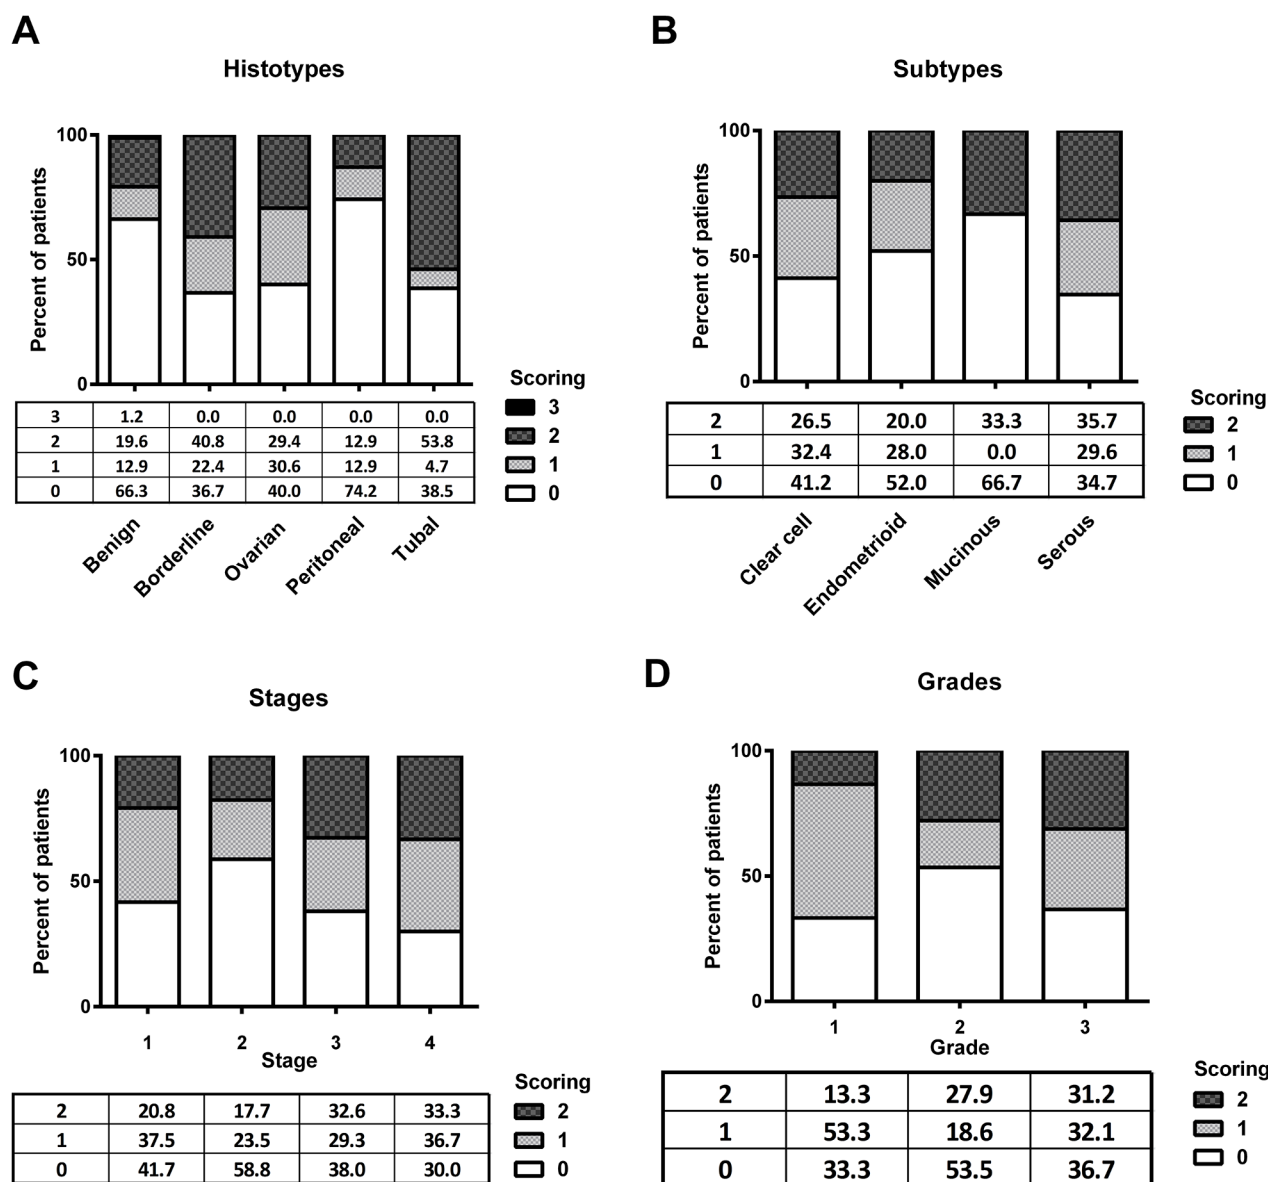 A
Histotypes
Percent of patients
100
50
0
Scoring
3
2
1
0
3 1.2 0.0 0.0 0.0 0.0
2 19.6 40.8 29.4 12.9 53.8
1 12.9 22.4 30.6 12.9 4.7
0 66.3 36.7 40.0 74.2 38.5
Benign Borderline Ovarian Peritoneal Tubal
B
Subtypes
Percent of patients
100
50
0
Scoring
2
1
0
2 26.5 20.0 33.3 35.7
1 32.4 28.0 0.0 29.6
0 41.2 52.0 66.7 34.7
Clear cell Endometrioid Mucinous Serous
C
Stages
Percent of patients
100
50
0
1 2 3 4
Stage
Scoring
2
1
0
2 20.8 17.7 32.6 33.3
1 37.5 23.5 29.3 36.7
0 41.7 58.8 38.0 30.0
D
Grades
Percent of patients
100
50
0
1 2 3
Grade
Scoring
2
1
0
2 13.3 27.9 31.2
1 53.3 18.6 32.1
0 33.3 53.5 36.7